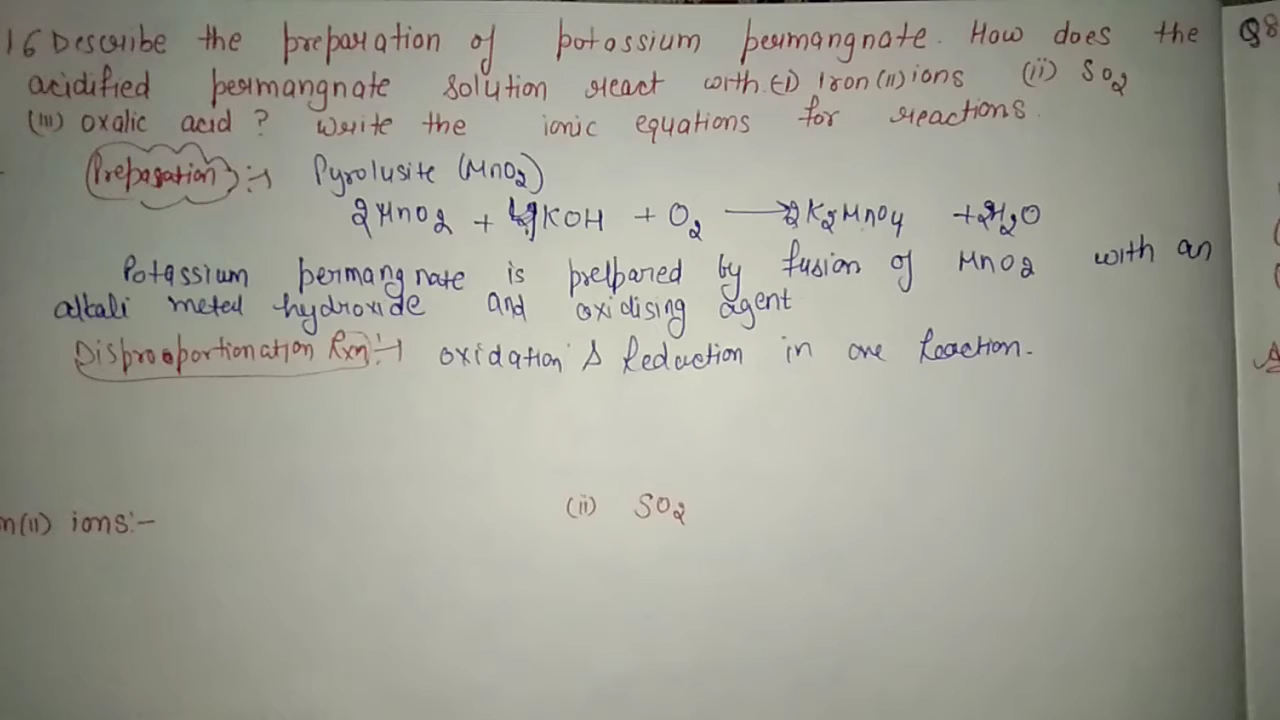 16 Describe the preparation of potassium permangnate. How does the
acidified permangnate solution react with (i) Iron(II) ions (ii) SO2
(iii) oxalic acid? Write the ionic equations for reactions.
Preparation :- Pyrolusite (MnO2)
2MnO2 + 4KOH + O2 → 2K2MnO4 + 2H2O
Potassium permangnate is prelpared by fusion of MnO2 with an
alkali metal hydroxide and oxidising agent
Disproportionation Rxn :- oxidation & Reduction in one Reaction.
n(II) ions:-
(ii) SO2
Q8